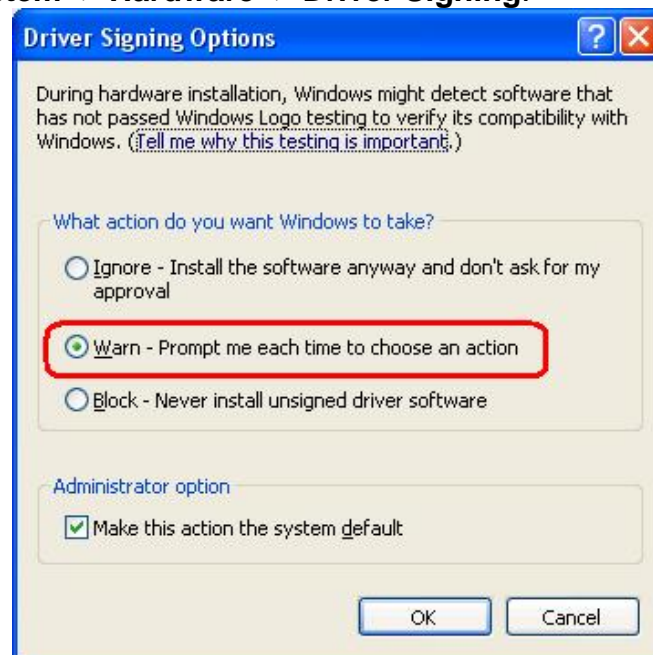 Hardware Driver Signing.
Driver Signing Options
During hardware installation, Windows might detect software that
has not passed Windows Logo testing to verify its compatibility with
Windows. (Tell me why this testing is important.)
What action do you want Windows to take?
Ignore - Install the software anyway and don't ask for my
approval
Warn - Prompt me each time to choose an action
Block - Never install unsigned driver software
Administrator option
Make this action the system default
OK
Cancel